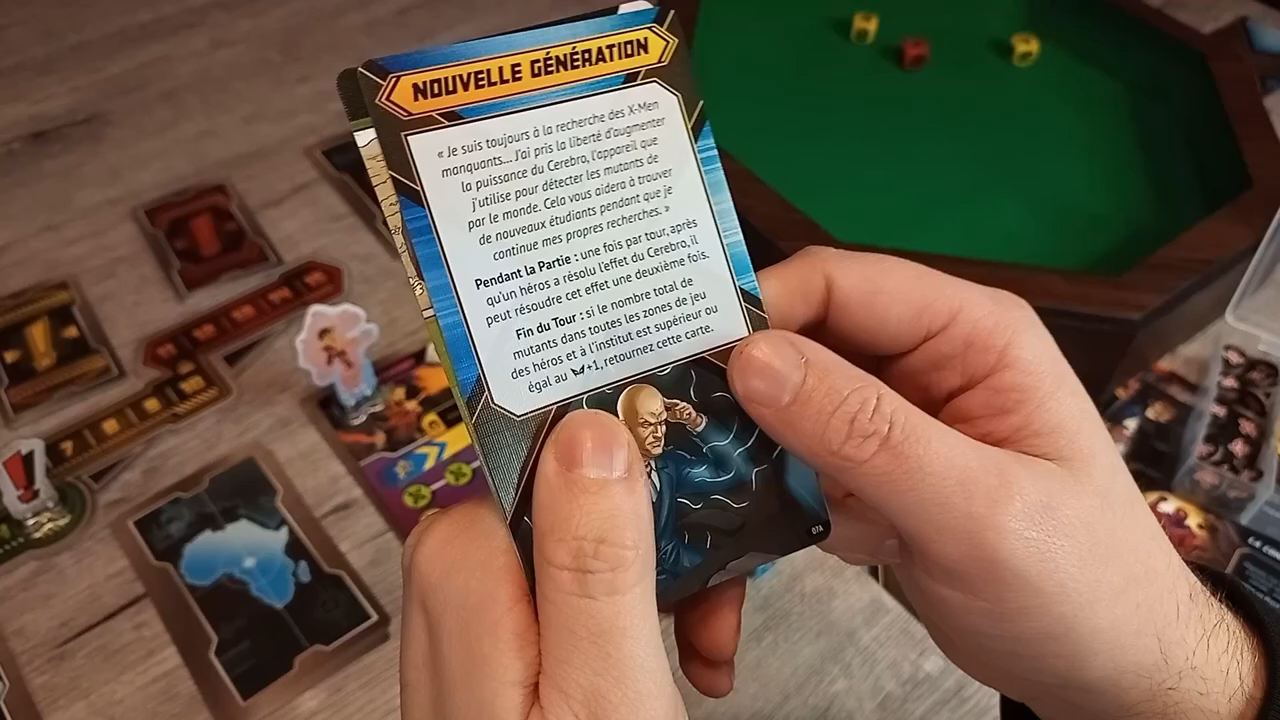 NOUVELLE GÉNÉRATION
« Je suis toujours à la recherche des X-Men
manquants... J'ai pris la liberté d'augmenter
la puissance du Cerebro, l'appareil que
j'utilise pour détecter les mutants de
par le monde. Cela vous aidera à trouver
de nouveaux étudiants pendant que je
continue mes propres recherches. »
Pendant la Partie : une fois par tour, après
qu'un héros a résolu l'effet du Cerebro, il
peut résoudre cet effet une deuxième fois.
Fin du Tour : si le nombre total de
mutants dans toutes les zones de jeu
des héros et à l'institut est supérieur ou
égal au +1, retournez cette carte.
07A
7